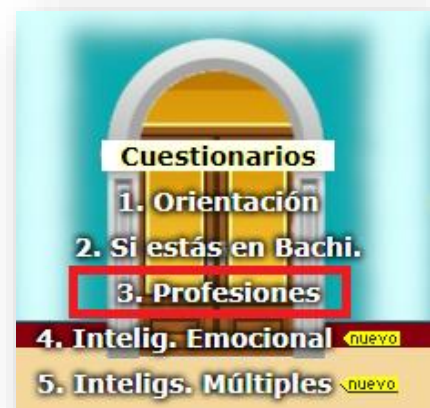 Cuestionarios
1. Orientación
2. Si estás en Bachi.
3. Profesiones
4. Intelig. Emocional nuevo
5. Inteligs. Múltiples nuevo